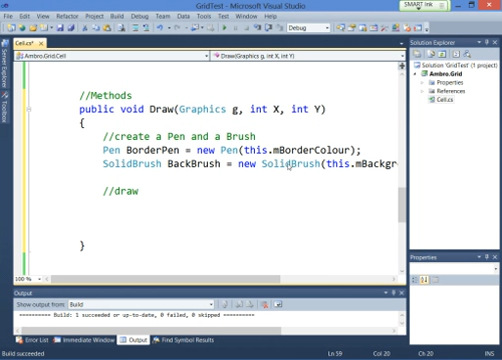 GridTest - Microsoft Visual Studio
SMART Ink
File Edit View Refactor Project Build Debug Team Data Tools Test Window Help
Debug
Cell.cs*
Ambro.Grid.Cell
Draw(Graphics g, int X, int Y)
Server Explorer
Toolbox
//Methods
public void Draw(Graphics g, int X, int Y)
{
//create a Pen and a Brush
Pen BorderPen = new Pen(this.mBorderColour);
SolidBrush BackBrush = new SolidBrush(this.mBackgr
//draw
}
100 %
Solution Explorer
Solution 'GridTest' (1 project)
Ambro.Grid
Properties
References
Cell.cs
Properties
Output
Show output from: Build
========== Build: 1 succeeded or up-to-date, 0 failed, 0 skipped ==========
Error List Immediate Window Output Find Symbol Results
Build succeeded
Ln 59 Col 20 Ch 20